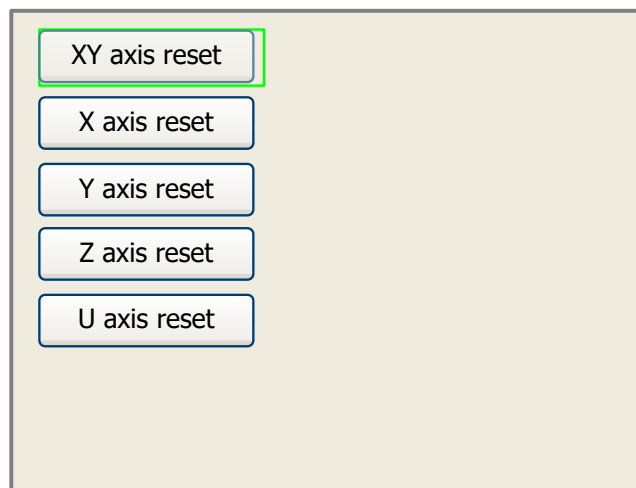 XY axis reset
X axis reset
Y axis reset
Z axis reset
U axis reset